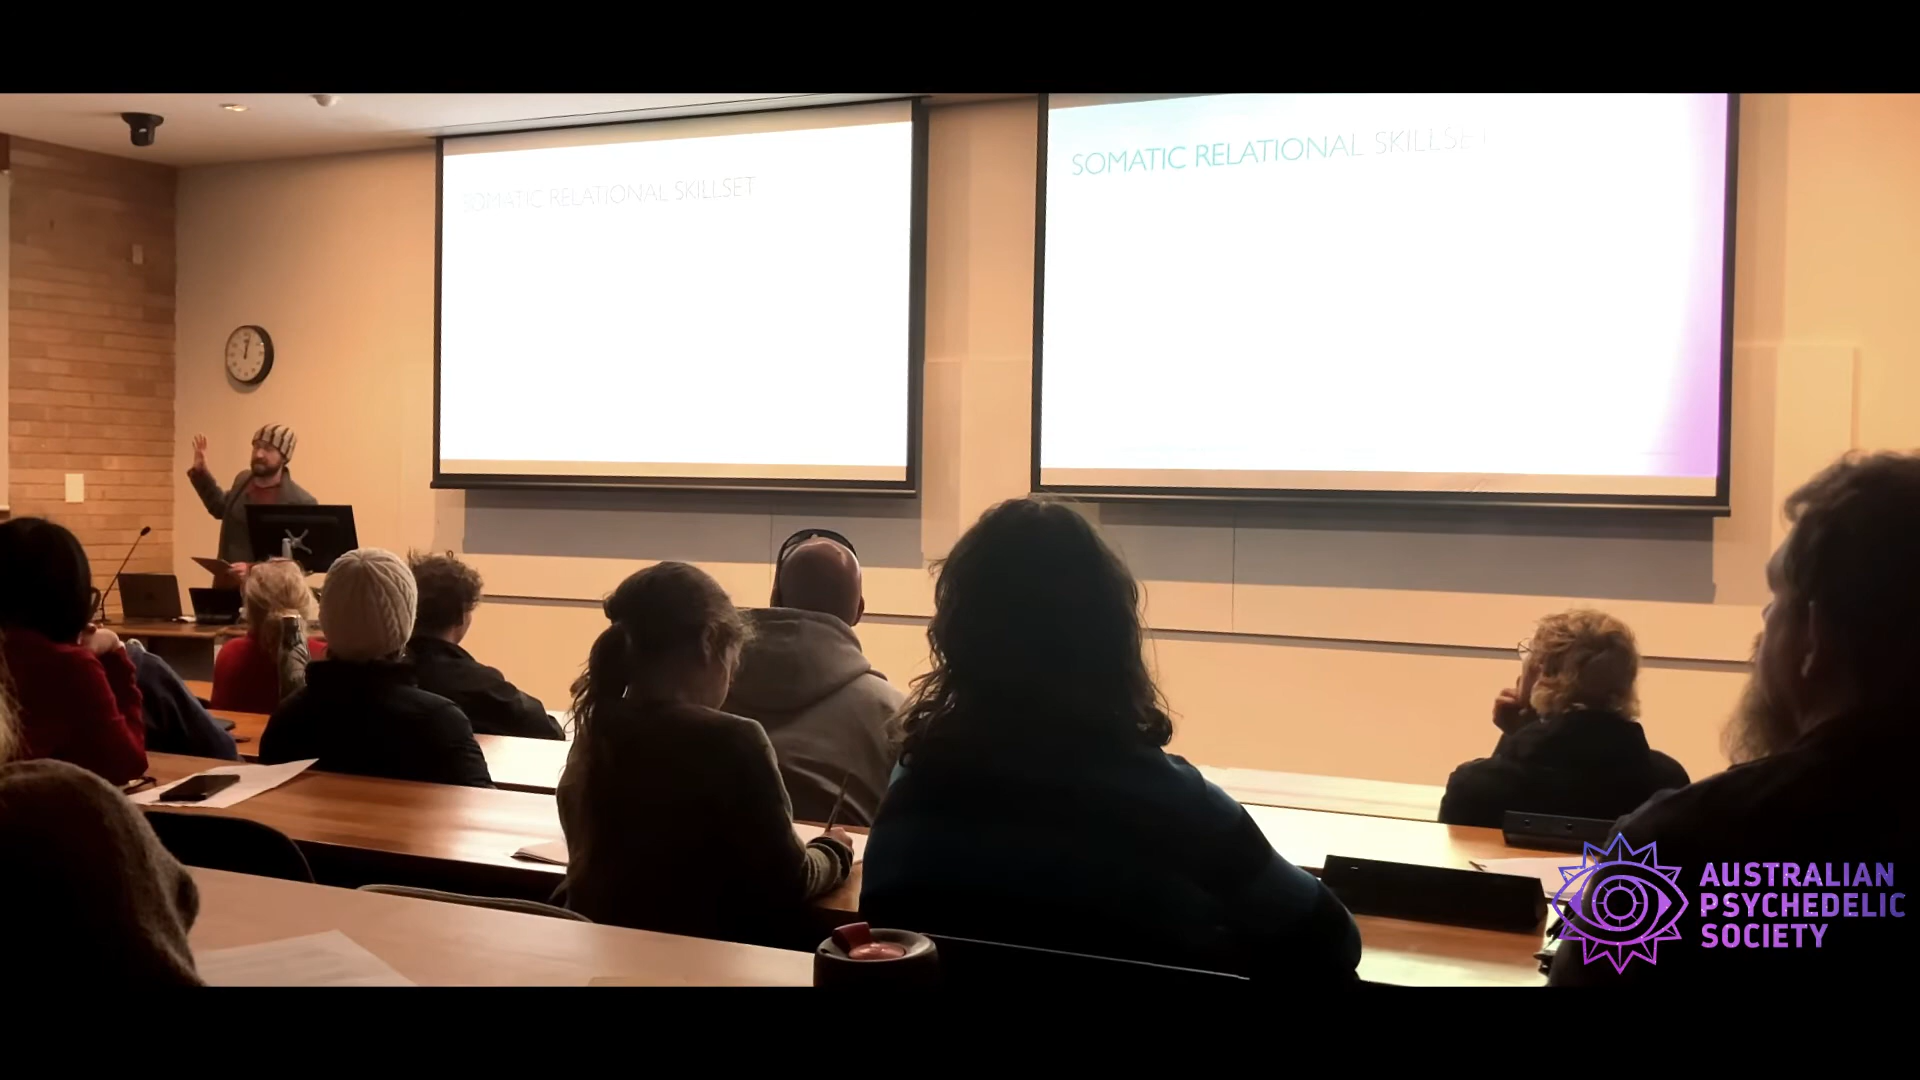 SOMATIC RELATIONAL SKILLSET
SOMATIC RELATIONAL SKILLSET
AUSTRALIAN
PSYCHEDELIC
SOCIETY